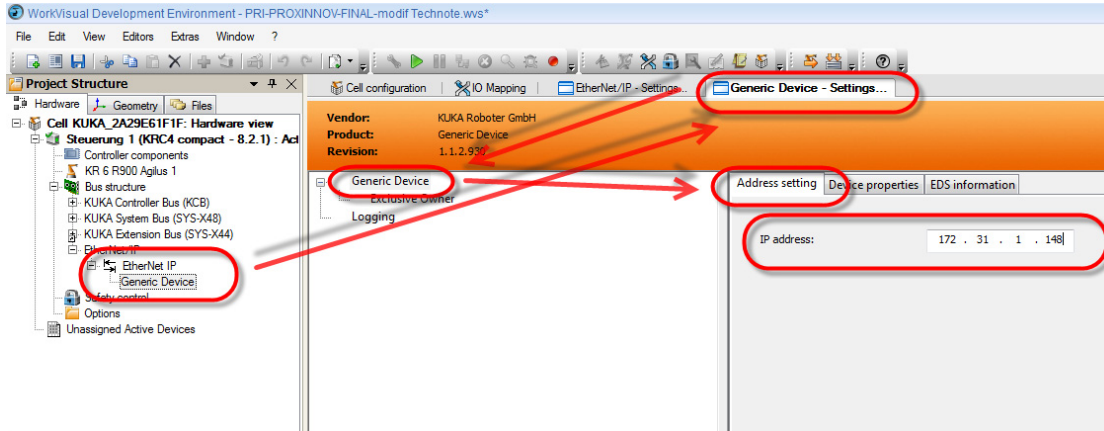 WorkVisual Development Environment - PRI-PROXINNOV-FINAL-modif Technote.wvs*
File Edit View Editors Extras Window ?
Project Structure
Hardware Geometry Files
Cell configuration IO Mapping EtherNet/IP - Settings... Generic Device - Settings...
Cell KUKA_2A29E61F1F: Hardware view
Steuerung 1 (KRC4 compact - 8.2.1) : Acti
Controller components
KR 6 R900 Agilus 1
Bus structure
KUKA Controller Bus (KCB)
KUKA System Bus (SYS-X48)
KUKA Extension Bus (SYS-X44)
EtherNet/IP
EtherNet IP
Generic Device
Safety control
Options
Unassigned Active Devices
Vendor: KUKA Roboter GmbH
Product: Generic Device
Revision: 1.1.2.930
Generic Device
Exclusive Owner
Logging
Address setting Device properties EDS information
IP address: 172 . 31 . 1 . 148